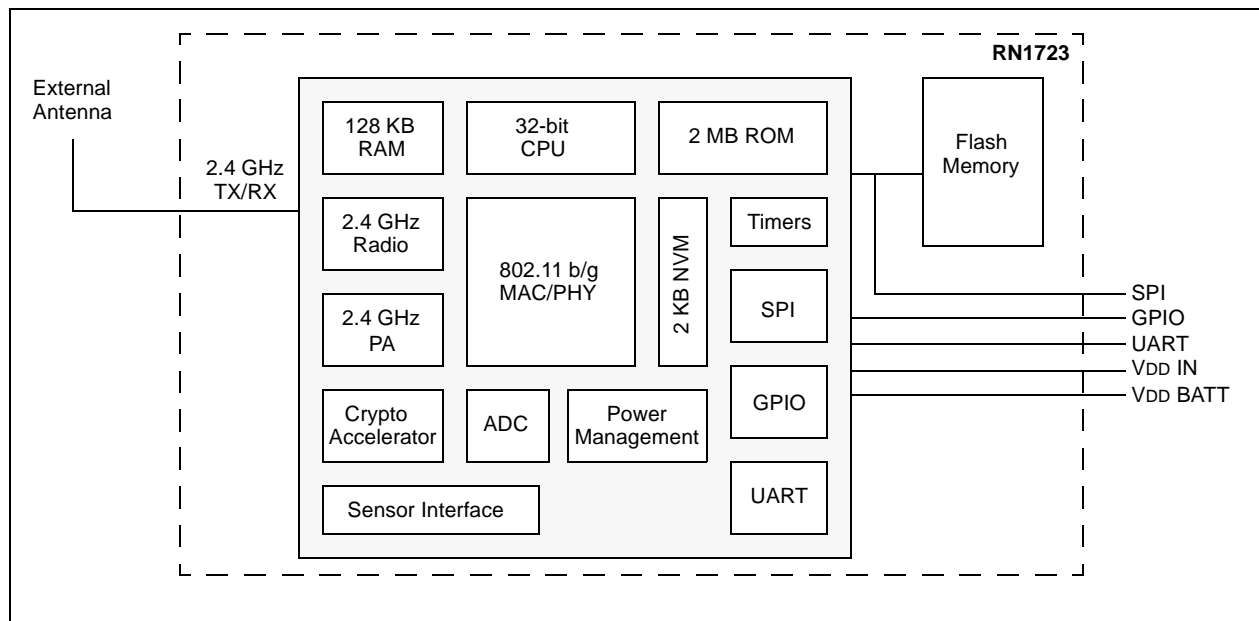 RN1723
External
Antenna
2.4 GHz
TX/RX
128 KB
RAM
32-bit
CPU
2 MB ROM
Flash
Memory
2.4 GHz
Radio
802.11 b/g
MAC/PHY
2 KB NVM
Timers
2.4 GHz
PA
SPI
SPI
GPIO
UART
VDD IN
VDD BATT
Crypto
Accelerator
ADC
Power
Management
GPIO
Sensor Interface
UART